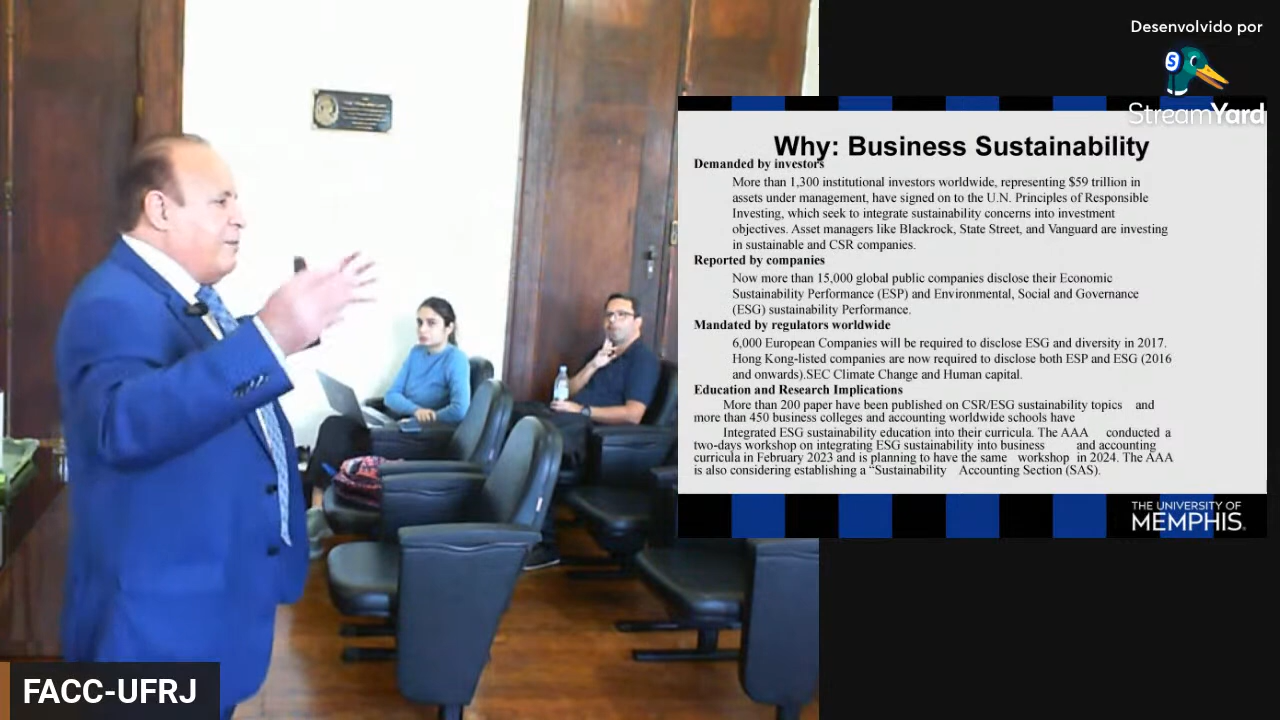 Desenvolvido por
StreamYard
Why: Business Sustainability
Demanded by investors
More than 1,300 institutional investors worldwide, representing $59 trillion in
assets under management, have signed on to the U.N. Principles of Responsible
Investing, which seek to integrate sustainability concerns into investment
objectives. Asset managers like Blackrock, State Street, and Vanguard are investing
in sustainable and CSR companies.
Reported by companies
Now more than 15,000 global public companies disclose their Economic
Sustainability Performance (ESP) and Environmental, Social and Governance
(ESG) sustainability Performance.
Mandated by regulators worldwide
6,000 European Companies will be required to disclose ESG and diversity in 2017.
Hong Kong-listed companies are now required to disclose both ESP and ESG (2016
and onwards).SEC Climate Change and Human capital.
Education and Research Implications
More than 200 paper have been published on CSR/ESG sustainability topics and
more than 450 business colleges and accounting worldwide schools have
Integrated ESG sustainability education into their curricula. The AAA conducted a
two-days workshop on integrating ESG sustainability into business and accounting
curricula in February 2023 and is planning to have the same workshop in 2024. The AAA
is also considering establishing a “Sustainability Accounting Section (SAS).
THE UNIVERSITY OF
MEMPHIS.
FACC-UFRJ